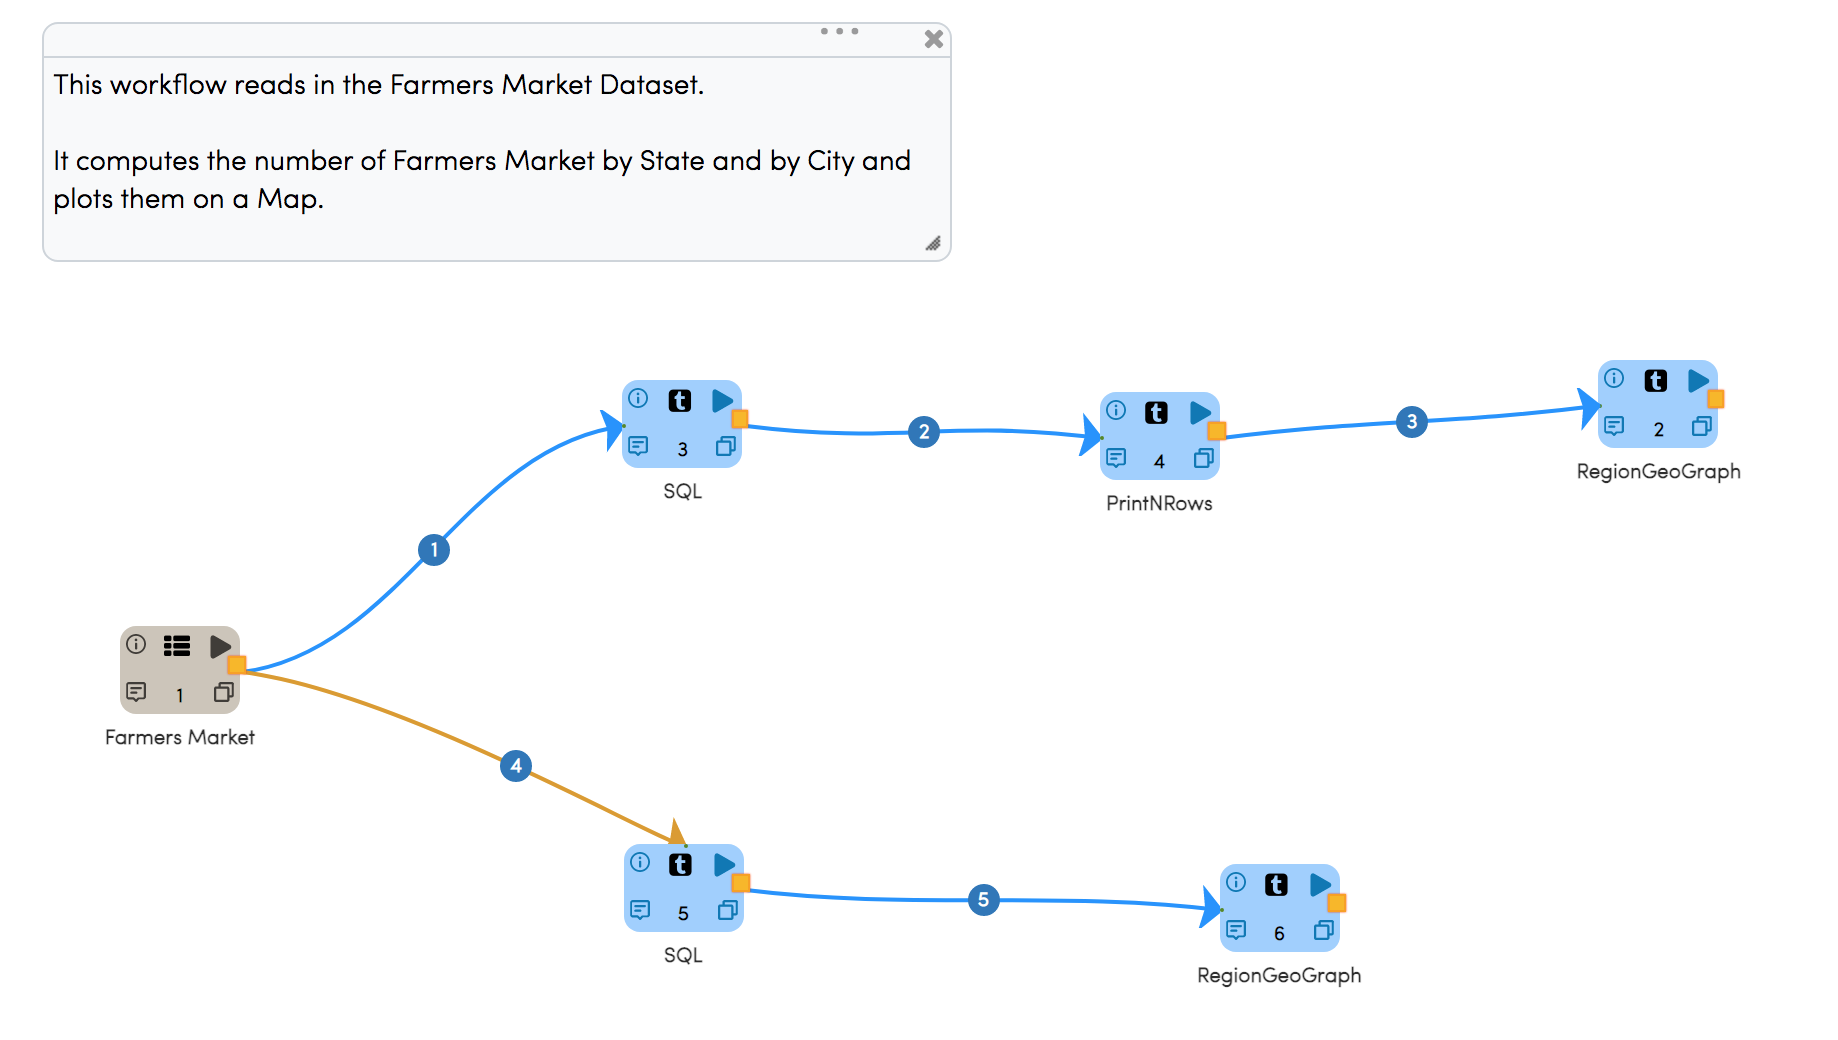 This workflow reads in the Farmers Market Dataset.
It computes the number of Farmers Market by State and by City and
plots them on a Map.
t
2
t
3
SQL
2
t
4
PrintNRows
3
RegionGeoGraph
1
1
Farmers Market
4
t
5
SQL
5
t
6
RegionGeoGraph